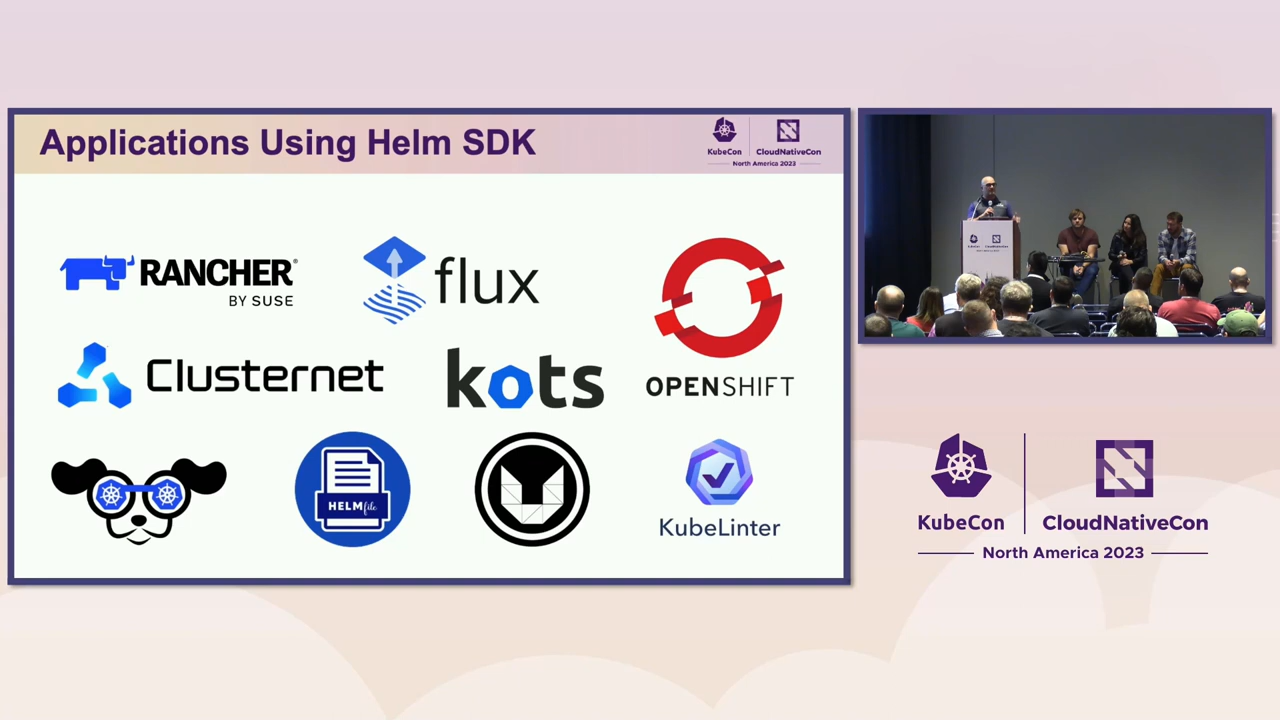 Applications Using Helm SDK
KubeCon
CloudNativeCon
North America 2023
RANCHER®
BY SUSE
flux
OPENSHIFT
Clusternet
kots
HELMfile
KubeLinter
KubeCon
CloudNativeCon
North America 2023